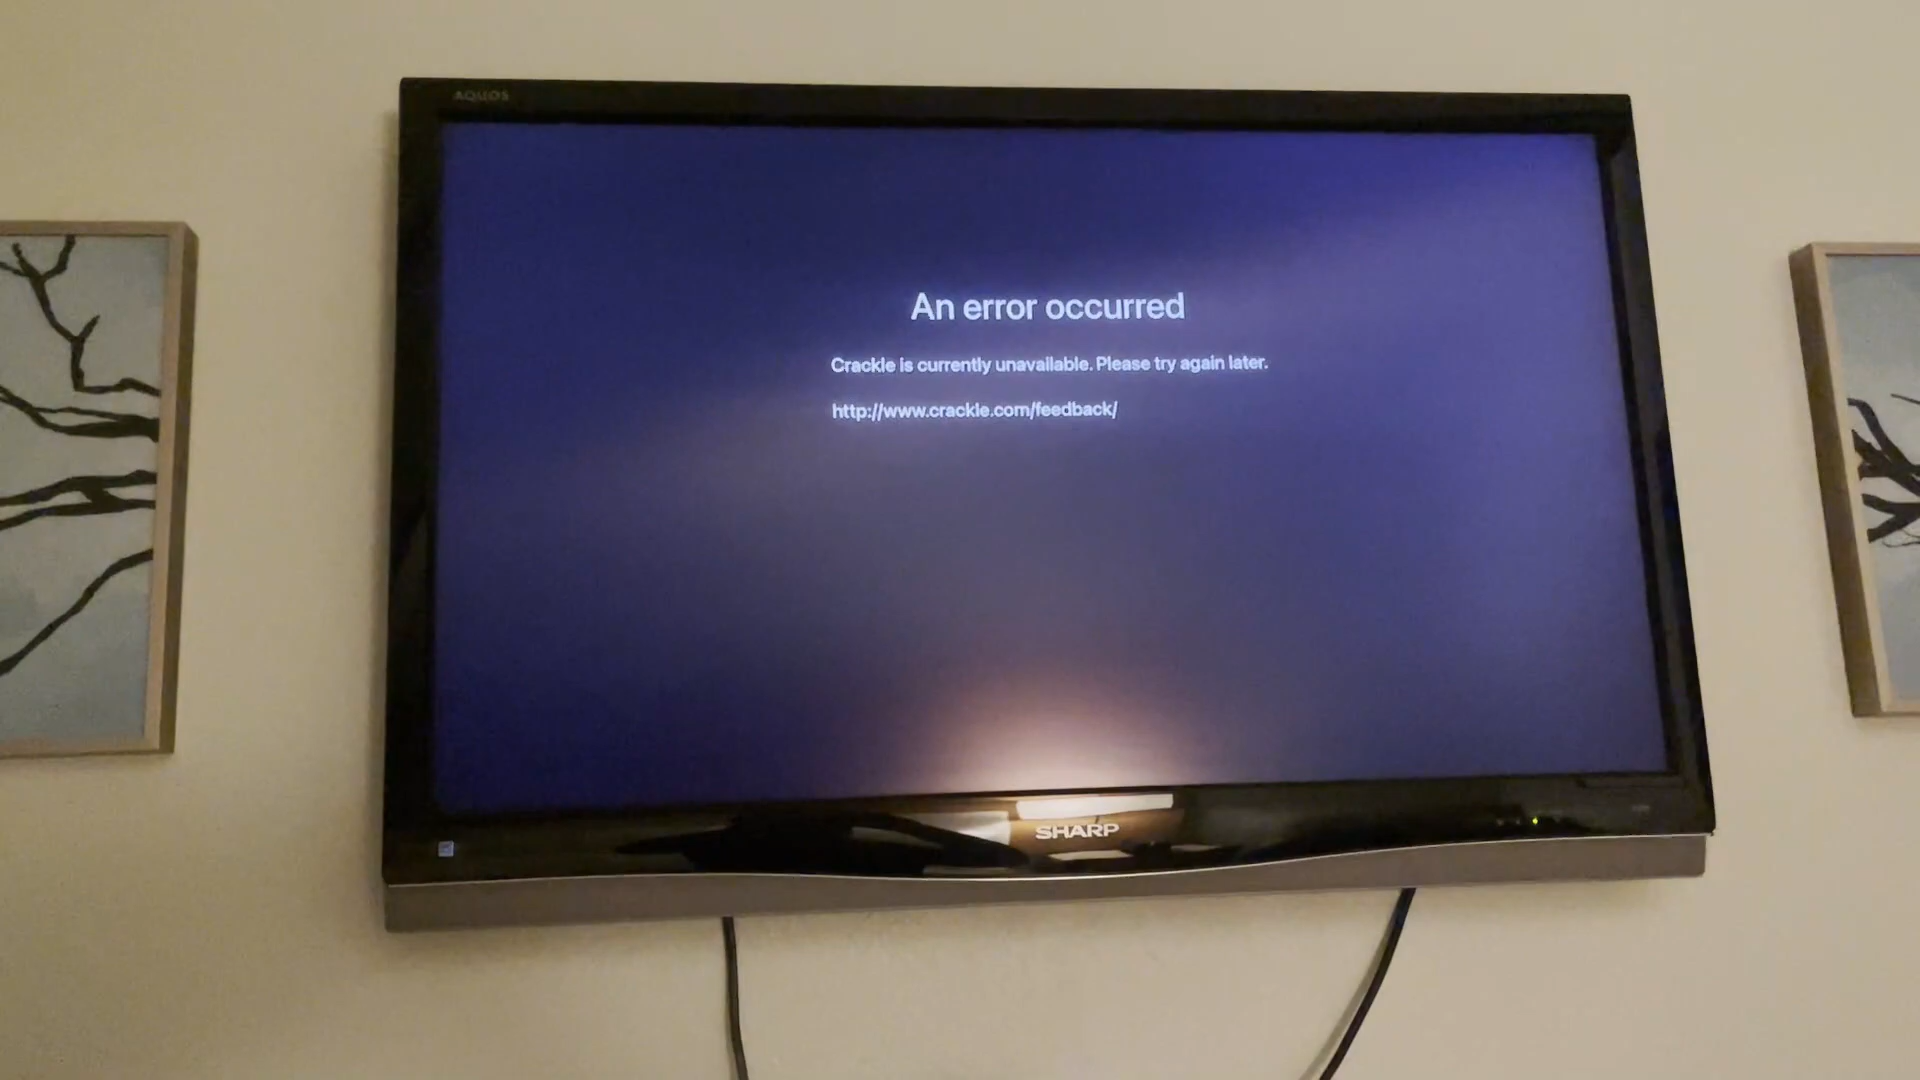 AQUOS
An error occurred
Crackle is currently unavailable. Please try again later.
http://www.crackle.com/feedback/
SHARP